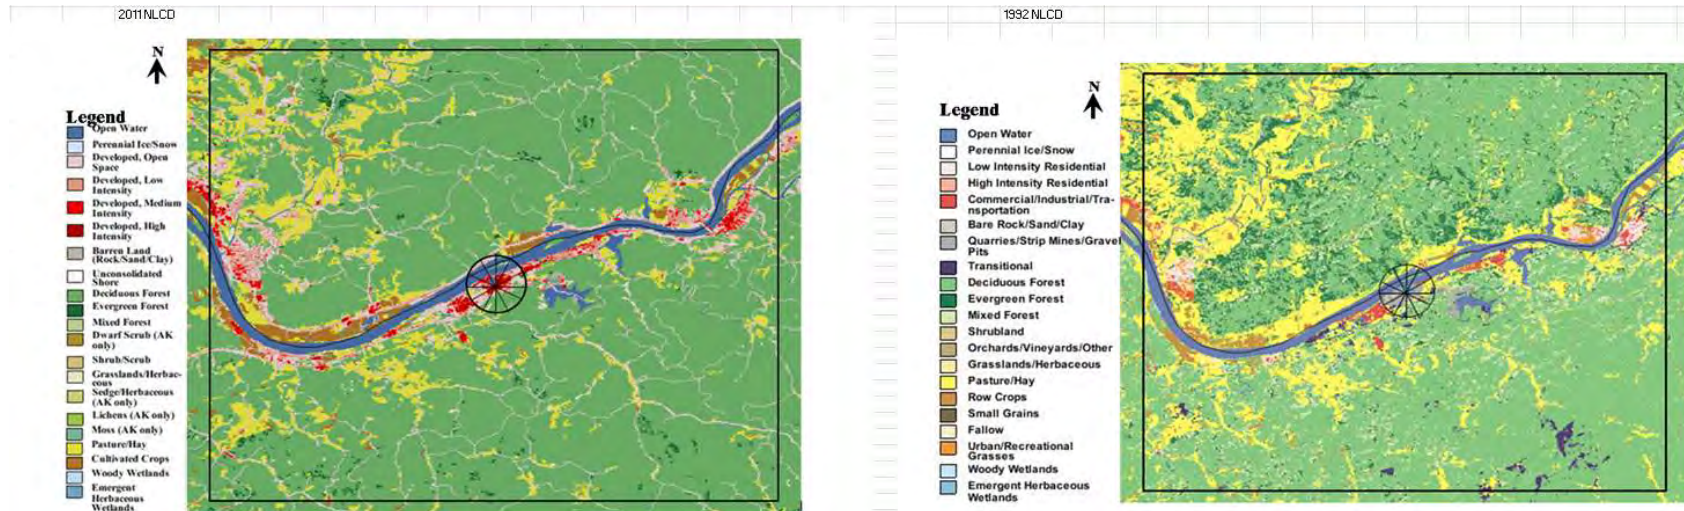 2011 NLCD
N
Legend
Open Water
Perennial Ice/Snow
Developed, Open
Space
Developed, Low
Intensity
Developed, Medium
Intensity
Developed, High
Intensity
Barren Land
(Rock/Sand/Clay)
Unconsolidated
Shore
Deciduous Forest
Evergreen Forest
Mixed Forest
Dwarf Scrub (AK
only)
Shrub/Scrub
Grasslands/Herbac-
eous
Sedge/Herbaceous
(AK only)
Lichens (AK only)
Moss (AK only)
Pasture/Hay
Cultivated Crops
Woody Wetlands
Emergent
Herbaceous
Wetlands
1992 NLCD
N
Legend
Open Water
Perennial Ice/Snow
Low Intensity Residential
High Intensity Residential
Commercial/Industrial/Tra-
nsportation
Bare Rock/Sand/Clay
Quarries/Strip Mines/Gravel
Pits
Transitional
Deciduous Forest
Evergreen Forest
Mixed Forest
Shrubland
Orchards/Vineyards/Other
Grasslands/Herbaceous
Pasture/Hay
Row Crops
Small Grains
Fallow
Urban/Recreational
Grasses
Woody Wetlands
Emergent Herbaceous
Wetlands